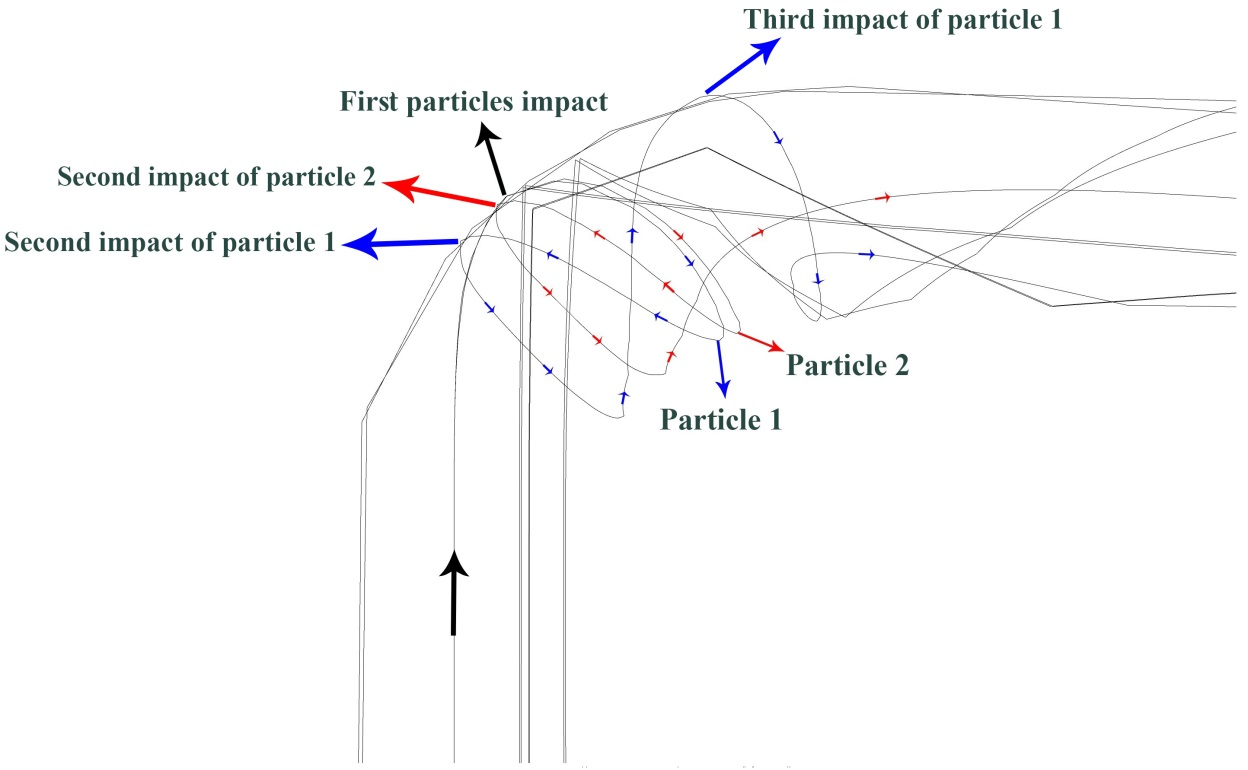 Third impact of particle 1
First particles impact
Second impact of particle 2
Second impact of particle 1
Particle 2
Particle 1